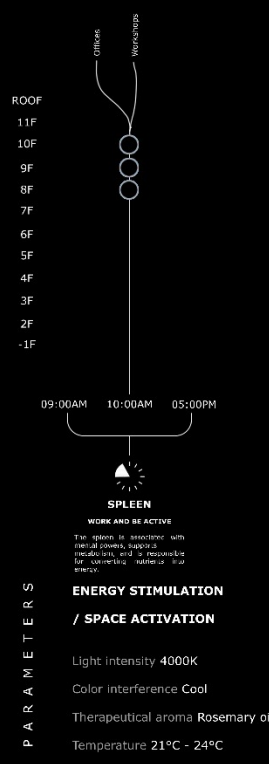 Offices
Workshops
ROOF
11F
10F
9F
8F
7F
6F
5F
4F
3F
2F
-1F
09:00AM 10:00AM 05:00PM
SPLEEN
WORK AND BE ACTIVE
The spleen is associated with
mental powers, supports
metabolism, and is responsible
for converting nutrients into
energy.
PARAMETERS
ENERGY STIMULATION
/ SPACE ACTIVATION
Light intensity 4000K
Color interference Cool
Therapeutical aroma Rosemary oi
Temperature 21°C - 24°C